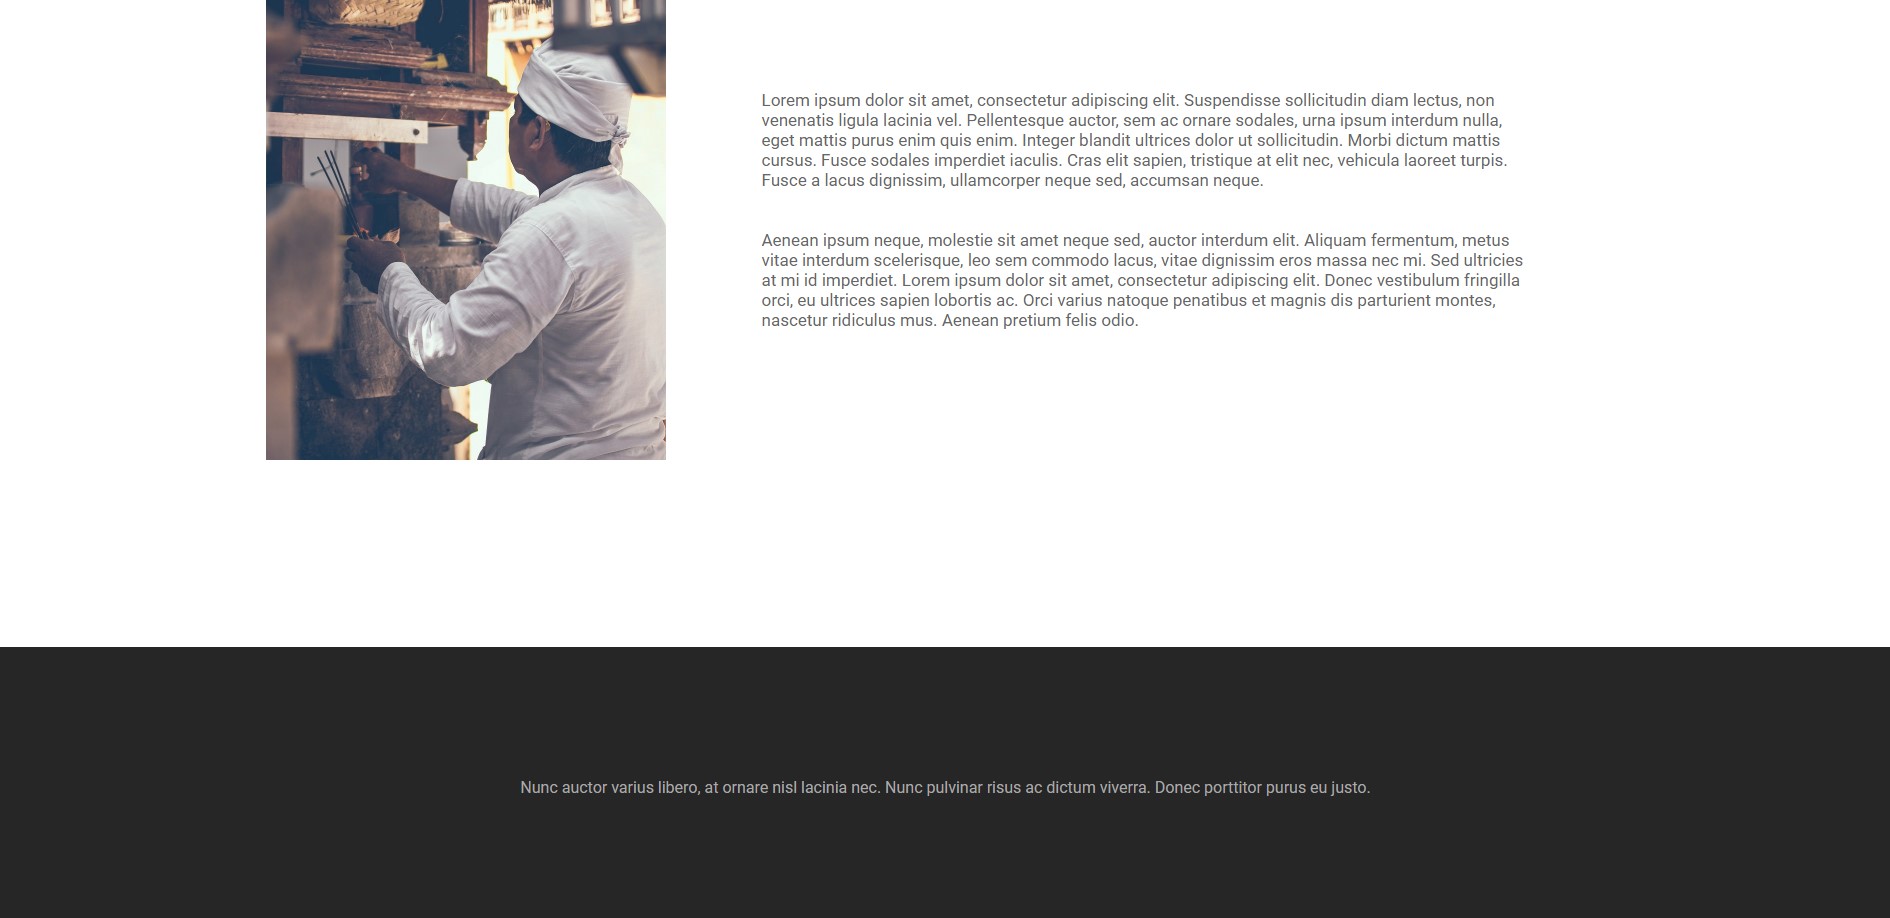 Lorem ipsum dolor sit amet, consectetur adipiscing elit. Suspendisse sollicitudin diam lectus, non
venenatis ligula lacinia vel. Pellentesque auctor, sem ac ornare sodales, urna ipsum interdum nulla,
eget mattis purus enim quis enim. Integer blandit ultrices dolor ut sollicitudin. Morbi dictum mattis
cursus. Fusce sodales imperdiet iaculis. Cras elit sapien, tristique at elit nec, vehicula laoreet turpis.
Fusce a lacus dignissim, ullamcorper neque sed, accumsan neque.
Aenean ipsum neque, molestie sit amet neque sed, auctor interdum elit. Aliquam fermentum, metus
vitae interdum scelerisque, leo sem commodo lacus, vitae dignissim eros massa nec mi. Sed ultricies
at mi id imperdiet. Lorem ipsum dolor sit amet, consectetur adipiscing elit. Donec vestibulum fringilla
orci, eu ultrices sapien lobortis ac. Orci varius natoque penatibus et magnis dis parturient montes,
nascetur ridiculus mus. Aenean pretium felis odio.
Nunc auctor varius libero, at ornare nisl lacinia nec. Nunc pulvinar risus ac dictum viverra. Donec porttitor purus eu justo.